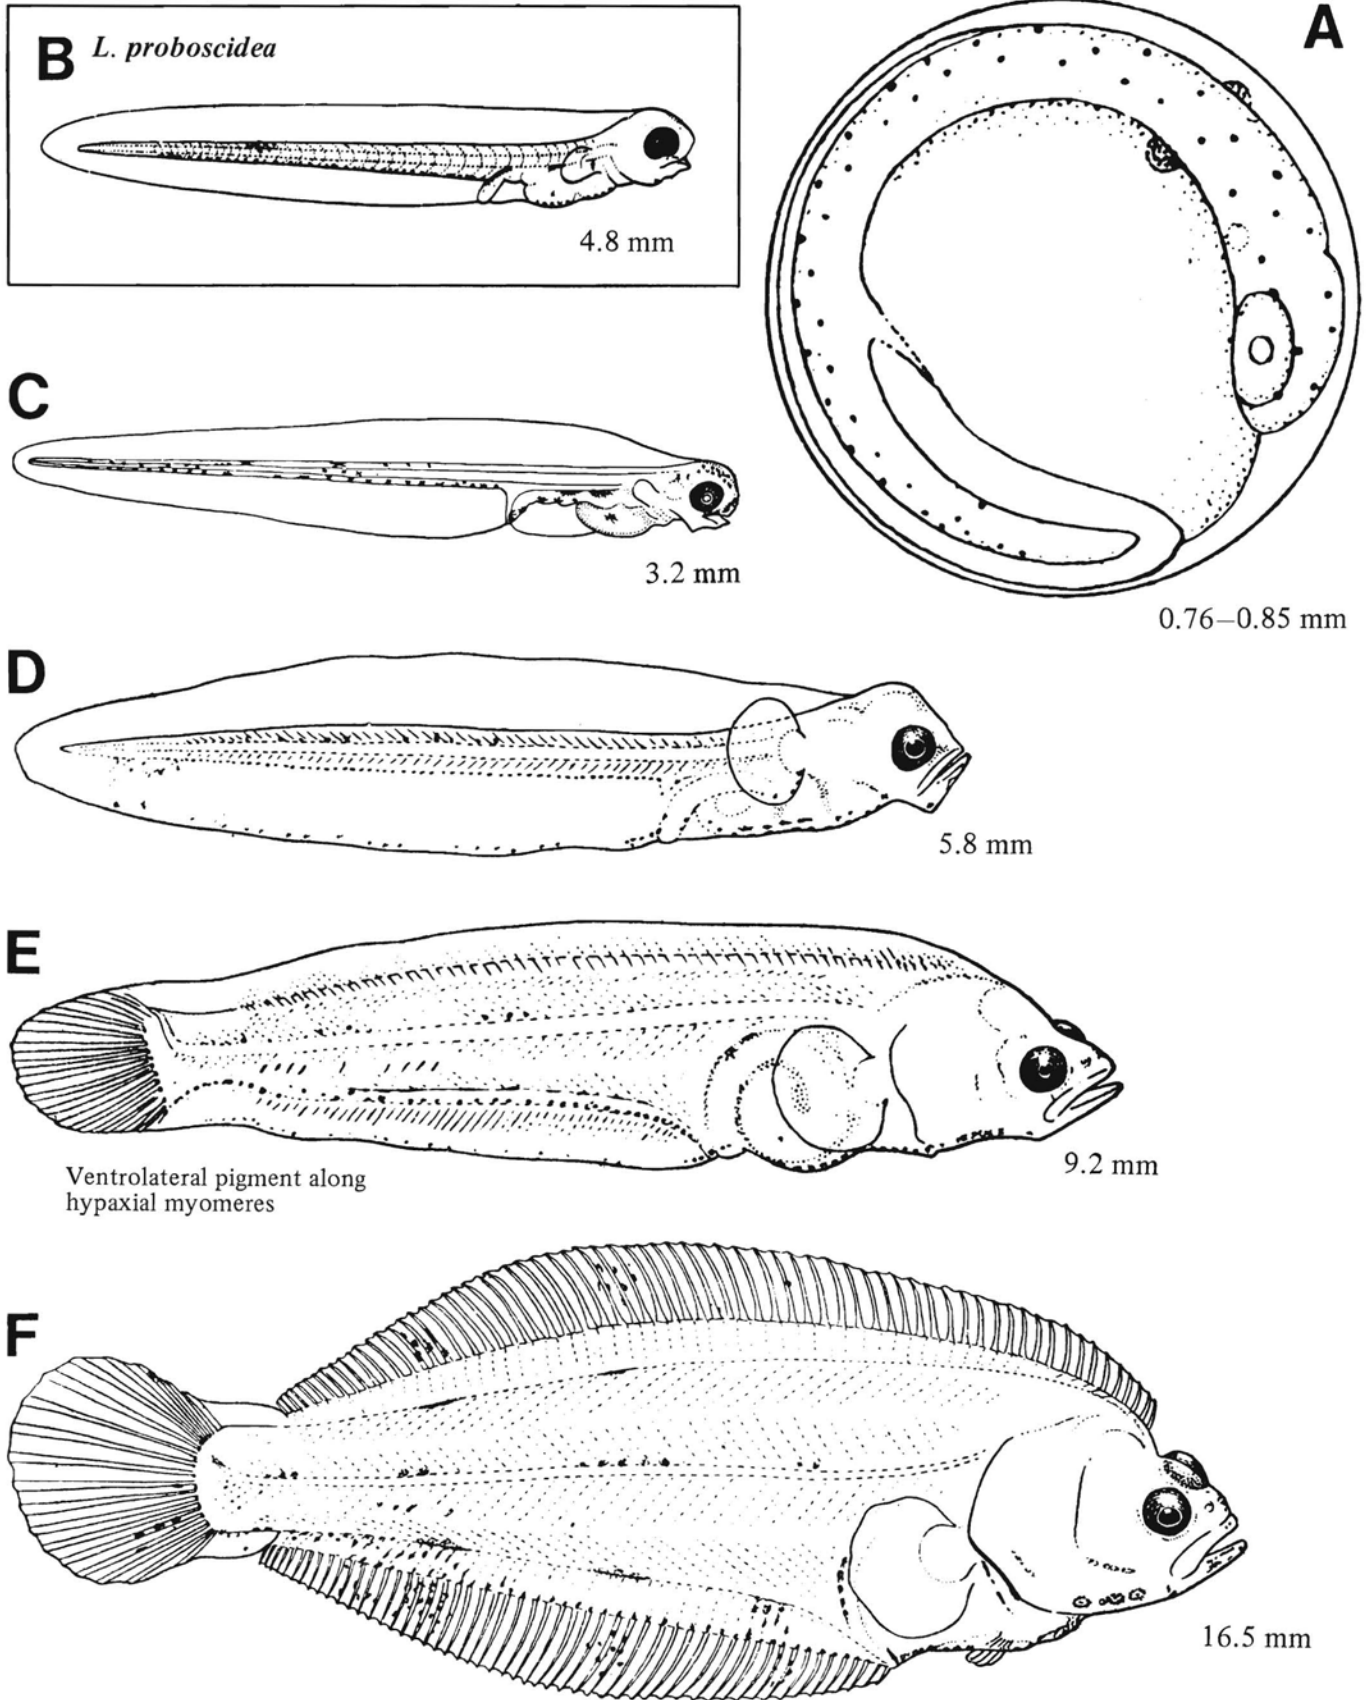 A
B L. proboscidea
4.8 mm
C
3.2 mm
0.76–0.85 mm
D
5.8 mm
E
9.2 mm
Ventrolateral pigment along
hypaxial myomeres
F
16.5 mm